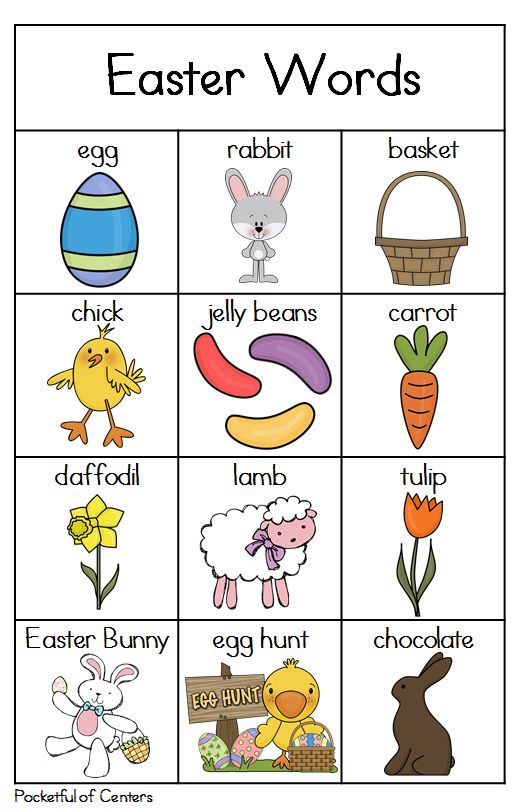 Easter Words
egg
rabbit
basket
chick
jelly beans
carrot
daffodil
lamb
tulip
Easter Bunny
egg hunt
chocolate
EGG HUNT
Pocketful of Centers